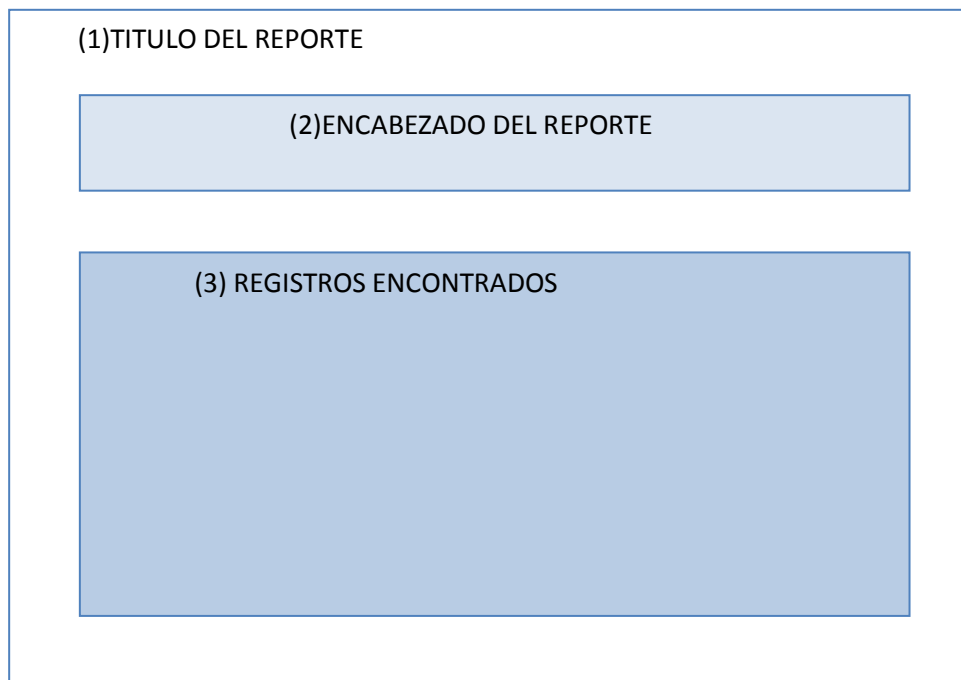 (1)TITULO DEL REPORTE
(2)ENCABEZADO DEL REPORTE
(3) REGISTROS ENCONTRADOS